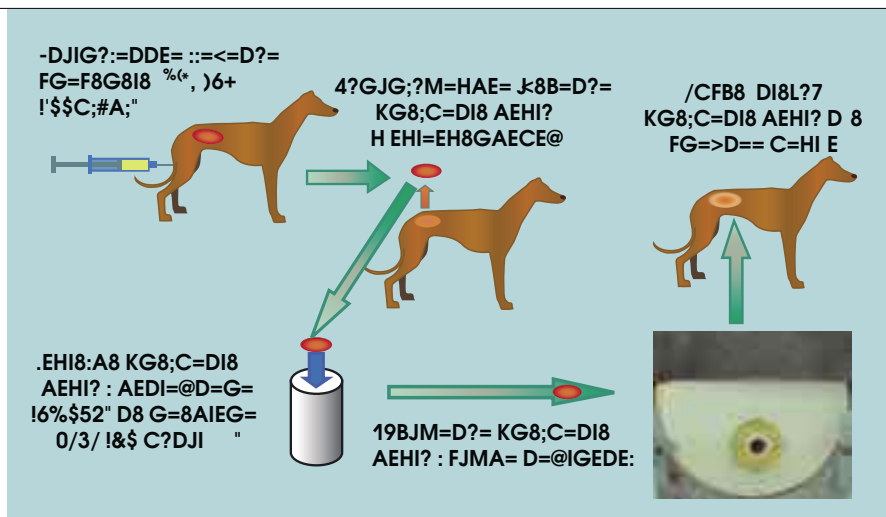 -DJIG?:=DDE= ::=<=D?=
FG=F8G8I8 %(*, )6+
!'$$C;#A;"
4?GJG;?M=HAE= J<8B=D?=
KG8;C=DI8 AEHI?
H EHI=EH8GAECE@
/CFB8 DI8L?7
KG8;C=DI8 AEHI? D 8
FG=>D== C=HI E
.EHI8:A8 KG8;C=DI8
AEHI? : AEDI=@D=G=
!6%$52" D8 G=8AIEG=
0/3/ !&$ C?DJI "
19BJM=D?= KG8;C=DI8
AEHI? : FJMA= D=@IGEDE: